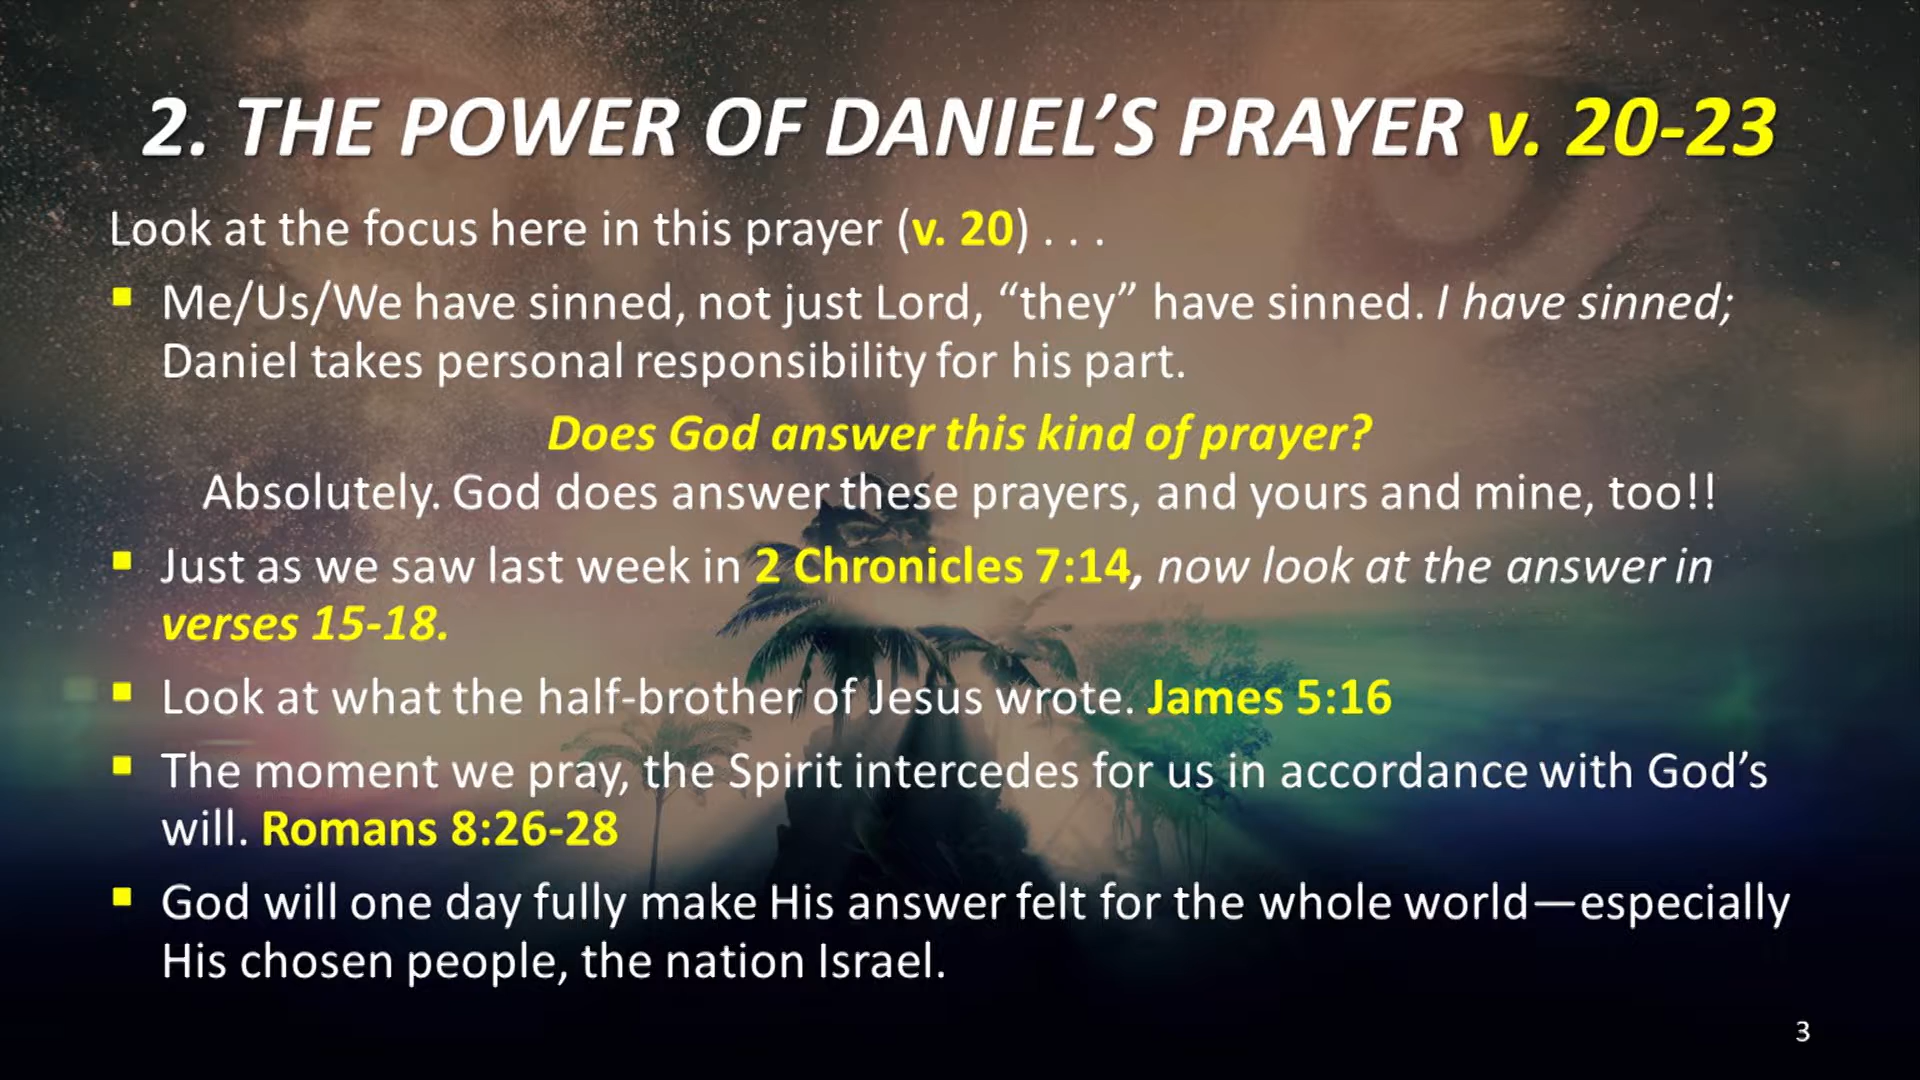 2. THE POWER OF DANIEL’S PRAYER v. 20-23
Look at the focus here in this prayer (v. 20) . . .
▪ Me/Us/We have sinned, not just Lord, “they” have sinned. I have sinned;
Daniel takes personal responsibility for his part.
Does God answer this kind of prayer?
Absolutely. God does answer these prayers, and yours and mine, too!!
▪ Just as we saw last week in 2 Chronicles 7:14, now look at the answer in
verses 15-18.
▪ Look at what the half-brother of Jesus wrote. James 5:16
▪ The moment we pray, the Spirit intercedes for us in accordance with God’s
will. Romans 8:26-28
▪ God will one day fully make His answer felt for the whole world—especially
His chosen people, the nation Israel.
3